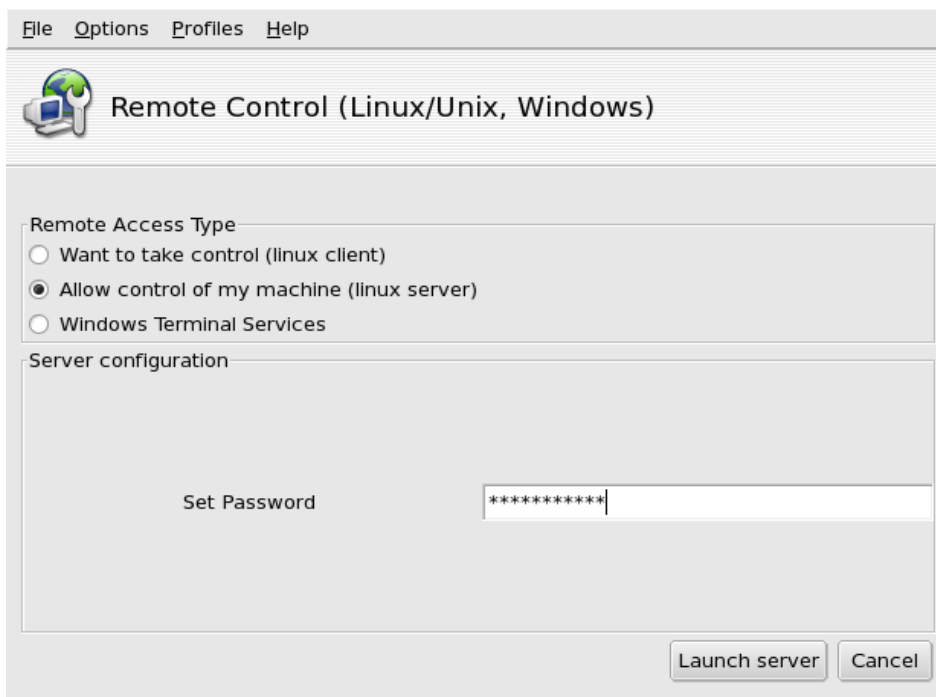 File Options Profiles Help
Remote Control (Linux/Unix, Windows)
Remote Access Type
Want to take control (linux client)
Allow control of my machine (linux server)
Windows Terminal Services
Server configuration
Set Password ***********
Launch server Cancel